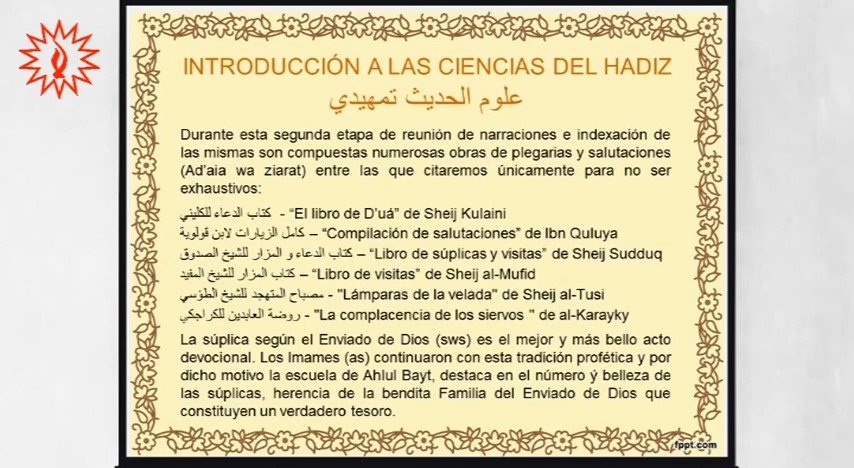 INTRODUCCIÓN A LAS CIENCIAS DEL HADIZ
علوم الحديث تمهيدي
Durante esta segunda etapa de reunión de narraciones e indexación de
las mismas son compuestas numerosas obras de plegarias y salutaciones
(Ad'aia wa ziarat) entre las que citaremos únicamente para no ser
exhaustivos:
كتاب الدعاء للكليني - “El libro de D'uá” de Sheij Kulaini
كامل الزيارات لابن قولوية – “Compilación de salutaciones” de Ibn Quluya
كتاب الدعاء و المزار للشيخ الصدوق – “Libro de súplicas y visitas” de Sheij Sudduq
كتاب المزار للشيخ المفيد – “Libro de visitas” de Sheij al-Mufid
مصباح المتهجد للشيخ الطؤسي - "Lámparas de la velada" de Sheij al-Tusi
روضة العابدين للكراجكي - "La complacencia de los siervos " de al-Karayky
La súplica según el Enviado de Dios (sws) es el mejor y más bello acto
devocional. Los Imames (as) continuaron con esta tradición profética y por
dicho motivo la escuela de Ahlul Bayt, destaca en el número ý belleza de
las súplicas, herencia de la bendita Familia del Enviado de Dios que
constituyen un verdadero tesoro.
fppt.com